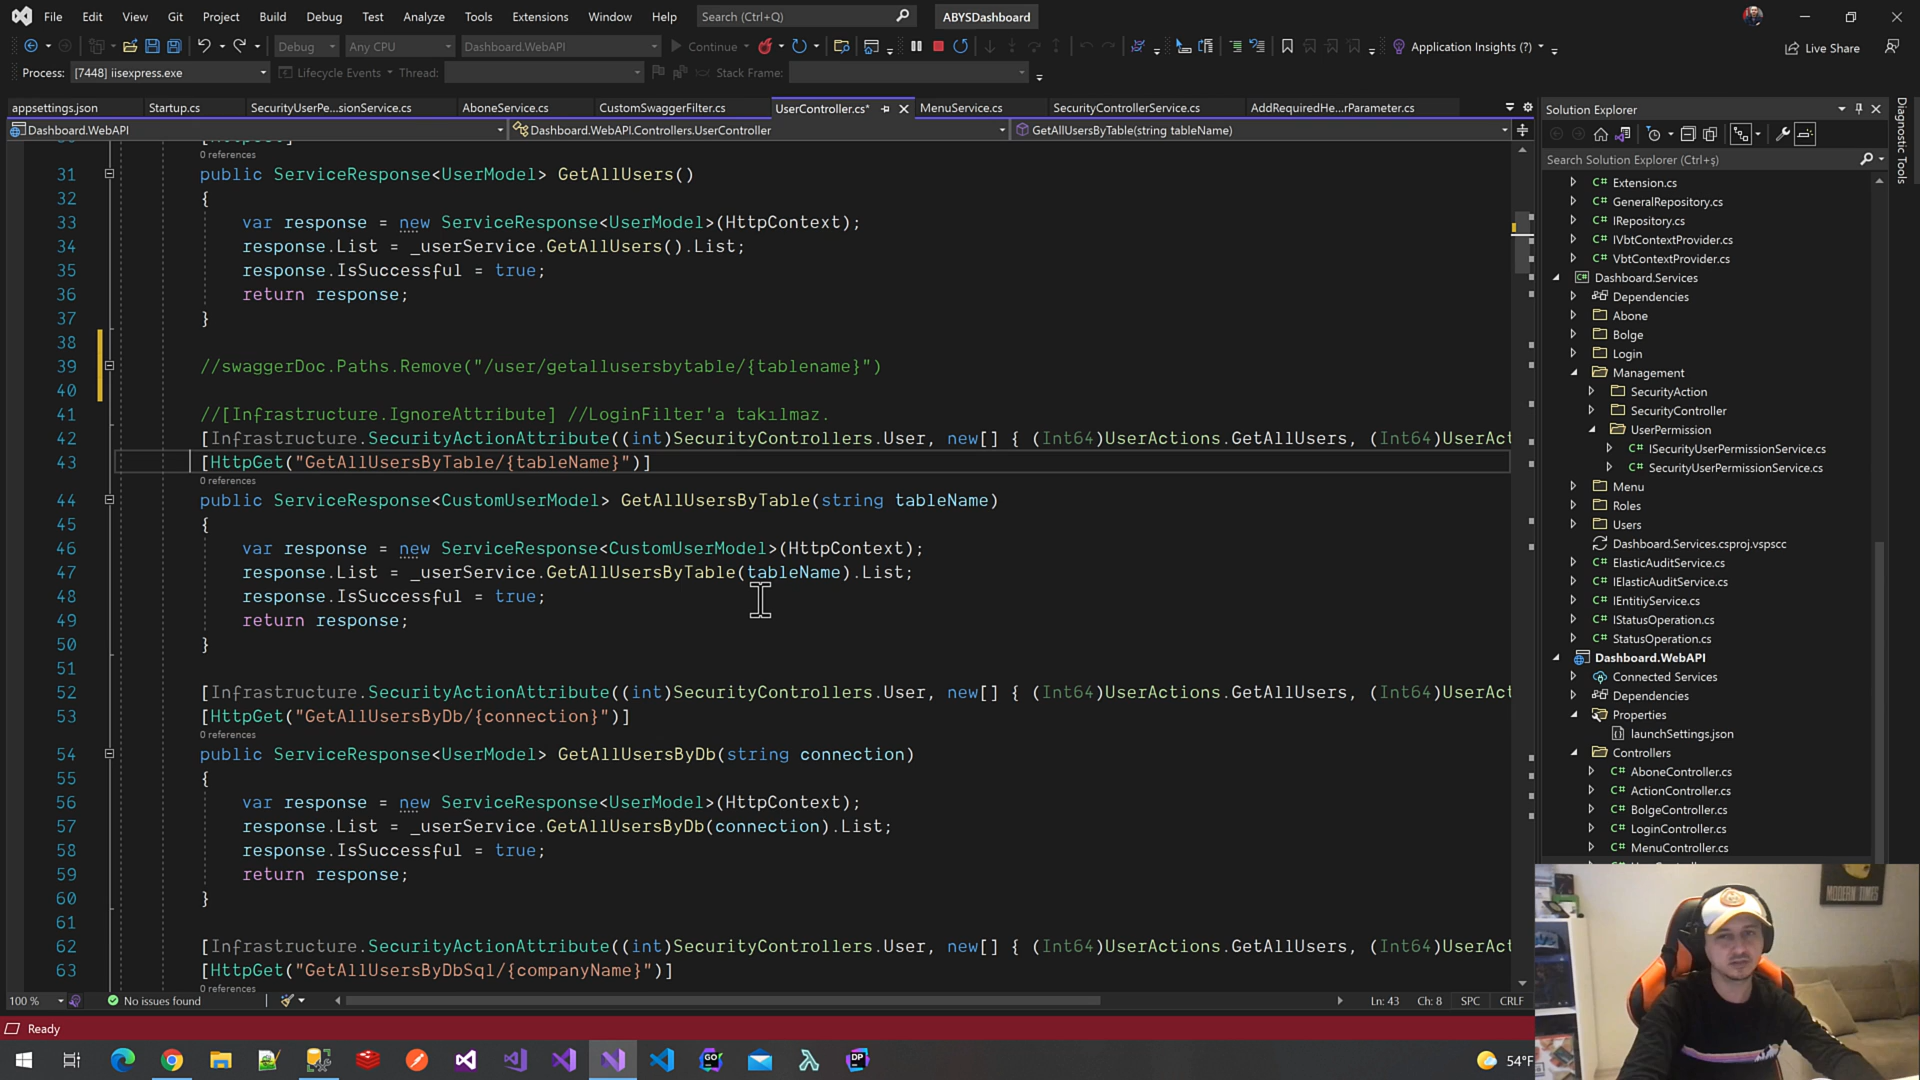 File Edit View Git Project Build Debug Test Analyze Tools Extensions Window Help Search (Ctrl+Q) ABYSDashboard
Debug Any CPU Dashboard.WebAPI Continue Application Insights (?) Live Share
Process: [7448] iisexpress.exe Lifecycle Events Thread: Stack Frame:
appsettings.json Startup.cs SecurityUserPe...sionService.cs AboneService.cs CustomSwaggerFilter.cs UserController.cs* MenuService.cs SecurityControllerService.cs AddRequiredHe...rParameter.cs
Dashboard.WebAPI Dashboard.WebAPI.Controllers.UserController GetAllUsersByTable(string tableName)
0 references
31 public ServiceResponse<UserModel> GetAllUsers()
32 {
33 var response = new ServiceResponse<UserModel>(HttpContext);
34 response.List = _userService.GetAllUsers().List;
35 response.IsSuccessful = true;
36 return response;
37 }
38
39 //swaggerDoc.Paths.Remove("/user/getallusersbytable/{tablename}")
40
41 //[Infrastructure.IgnoreAttribute] //LoginFilter'a takılmaz.
42 [Infrastructure.SecurityActionAttribute((int)SecurityControllers.User, new[] { (Int64)UserActions.GetAllUsers, (Int64)UserAct
43 [HttpGet("GetAllUsersByTable/{tableName}")]
0 references
44 public ServiceResponse<CustomUserModel> GetAllUsersByTable(string tableName)
45 {
46 var response = new ServiceResponse<CustomUserModel>(HttpContext);
47 response.List = _userService.GetAllUsersByTable(tableName).List;
48 response.IsSuccessful = true;
49 return response;
50 }
51
52 [Infrastructure.SecurityActionAttribute((int)SecurityControllers.User, new[] { (Int64)UserActions.GetAllUsers, (Int64)UserAct
53 [HttpGet("GetAllUsersByDb/{connection}")]
0 references
54 public ServiceResponse<UserModel> GetAllUsersByDb(string connection)
55 {
56 var response = new ServiceResponse<UserModel>(HttpContext);
57 response.List = _userService.GetAllUsersByDb(connection).List;
58 response.IsSuccessful = true;
59 return response;
60 }
61
62 [Infrastructure.SecurityActionAttribute((int)SecurityControllers.User, new[] { (Int64)UserActions.GetAllUsers, (Int64)UserAct
63 [HttpGet("GetAllUsersByDbSql/{companyName}")]
0 references
100 % No issues found Ln: 43 Ch: 8 SPC CRLF
Ready
Solution Explorer
Search Solution Explorer (Ctrl+ş)
C# Extension.cs
C# GeneralRepository.cs
C# IRepository.cs
C# IVbtContextProvider.cs
C# VbtContextProvider.cs
C# Dashboard.Services
Dependencies
Abone
Bolge
Login
Management
SecurityAction
SecurityController
UserPermission
C# ISecurityUserPermissionService.cs
C# SecurityUserPermissionService.cs
Menu
Roles
Users
Dashboard.Services.csproj.vspscc
C# ElasticAuditService.cs
C# IElasticAuditService.cs
C# IEntitiyService.cs
C# IStatusOperation.cs
C# StatusOperation.cs
Dashboard.WebAPI
Connected Services
Dependencies
Properties
launchSettings.json
Controllers
C# AboneController.cs
C# ActionController.cs
C# BolgeController.cs
C# LoginController.cs
C# MenuController.cs
Diagnostic Tools
MODERN TIMES
GO DP
54°F